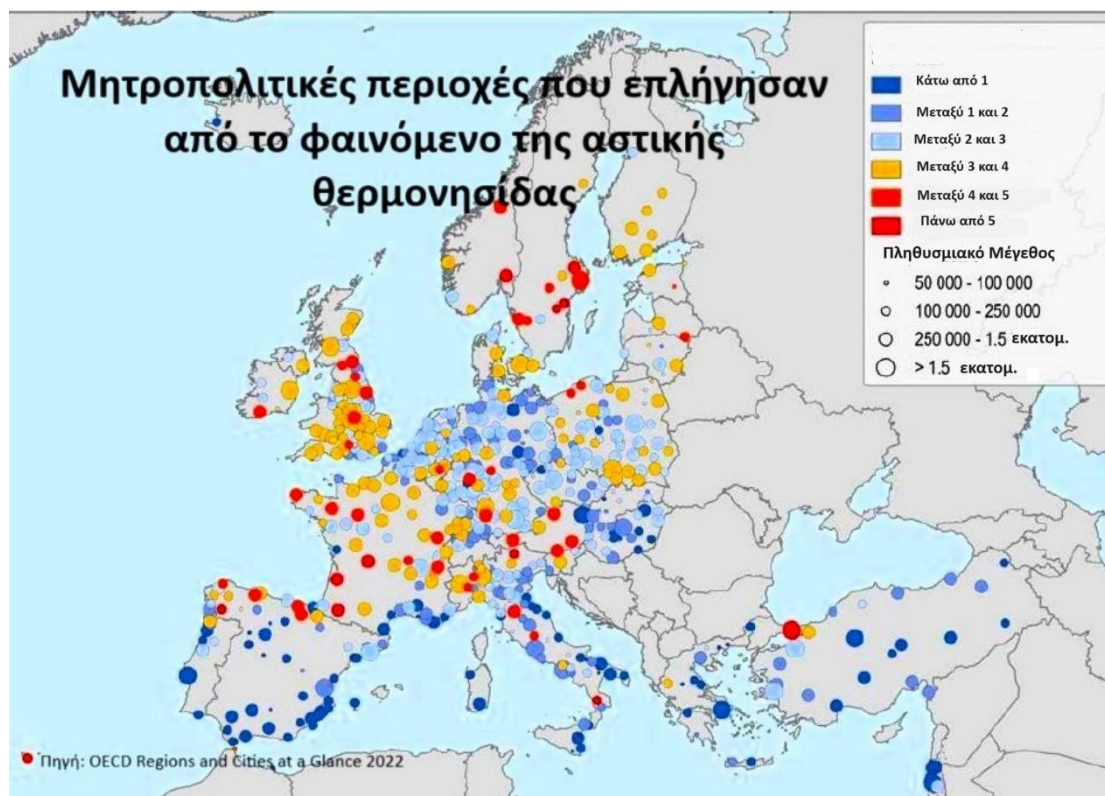 Μητροπολιτικές περιοχές που επλήγησαν
από το φαινόμενο της αστικής
θερμονησίδας
Κάτω από 1
Μεταξύ 1 και 2
Μεταξύ 2 και 3
Μεταξύ 3 και 4
Μεταξύ 4 και 5
Πάνω από 5
Πληθυσμιακό Μέγεθος
50 000 - 100 000
100 000 - 250 000
250 000 - 1.5 εκατομ.
> 1.5 εκατομ.
Πηγή: OECD Regions and Cities at a Glance 2022